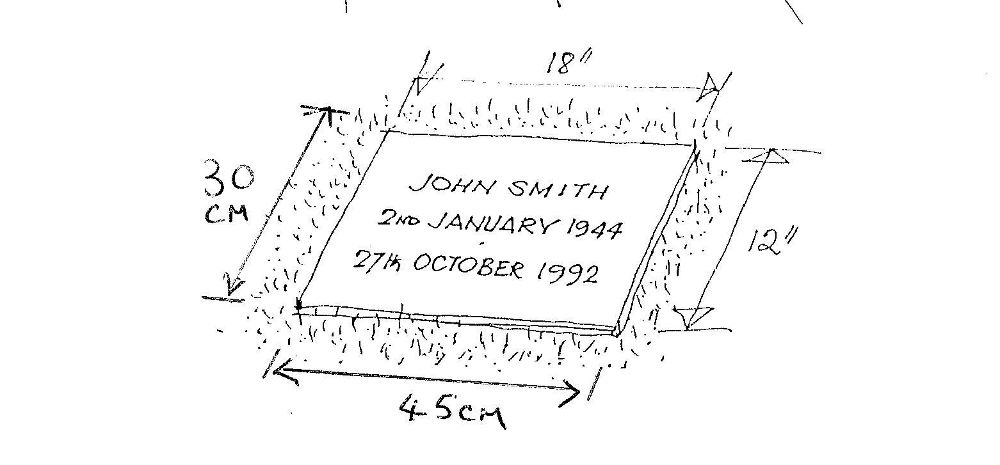 18"
30
CM
JOHN SMITH
2ND JANUARY 1944
27th OCTOBER 1992
12"
45CM